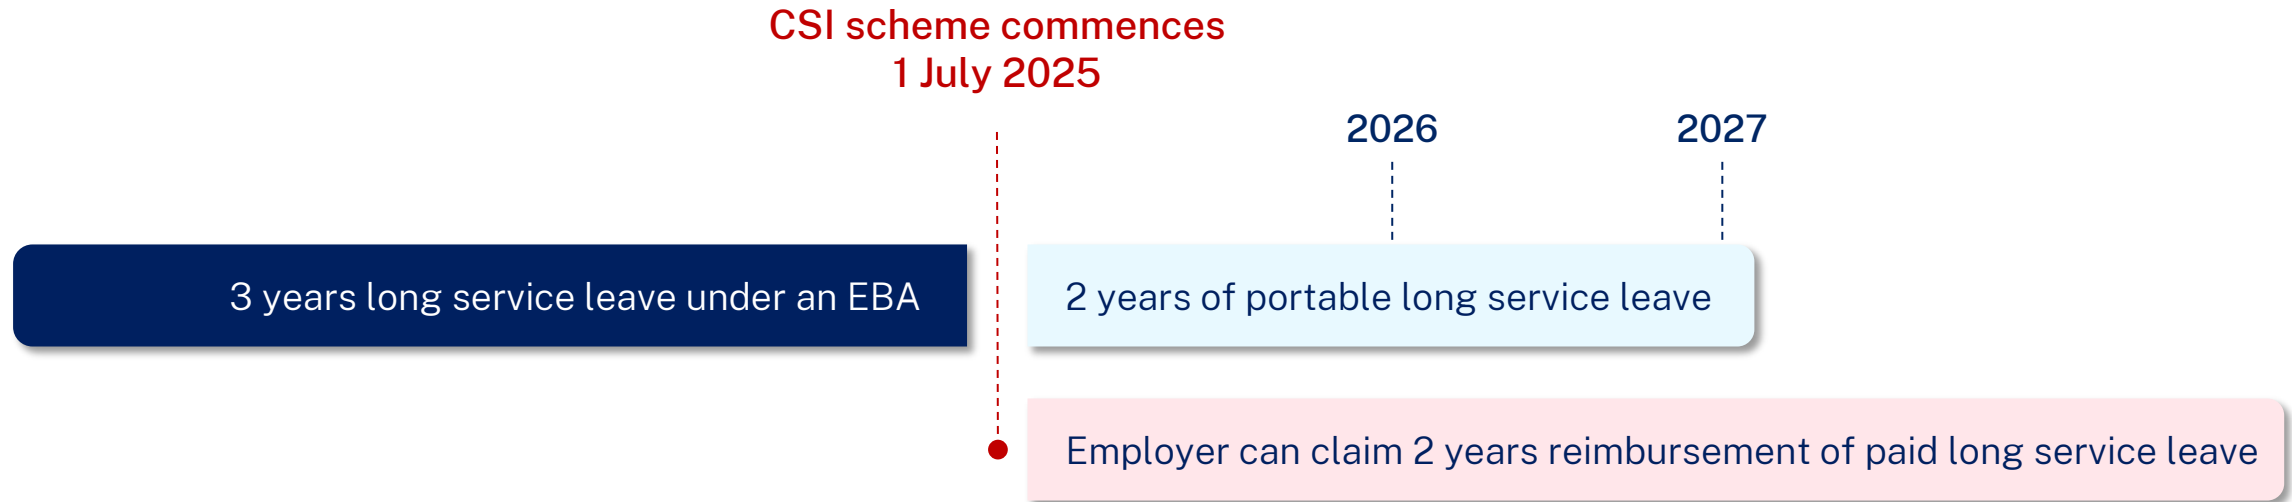 CSI scheme commences
1 July 2025
2026
2027
3 years long service leave under an EBA
2 years of portable long service leave
Employer can claim 2 years reimbursement of paid long service leave